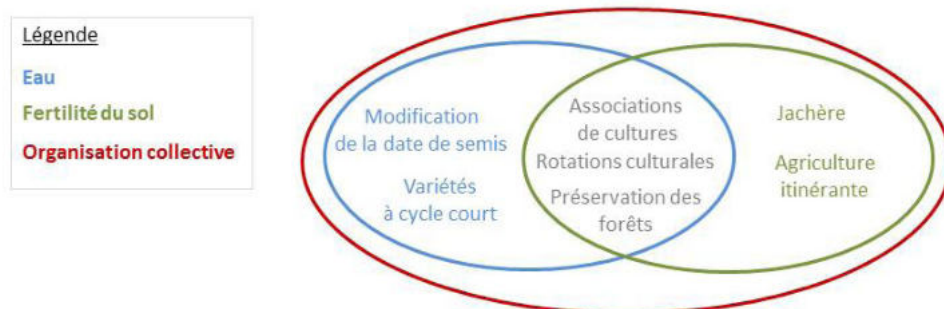 Légende
Eau
Fertilité du sol
Organisation collective
Modification
de la date de semis
Variétés
à cycle court
Associations
de cultures
Rotations culturales
Préservation des
forêts
Jachère
Agriculture
itinérante